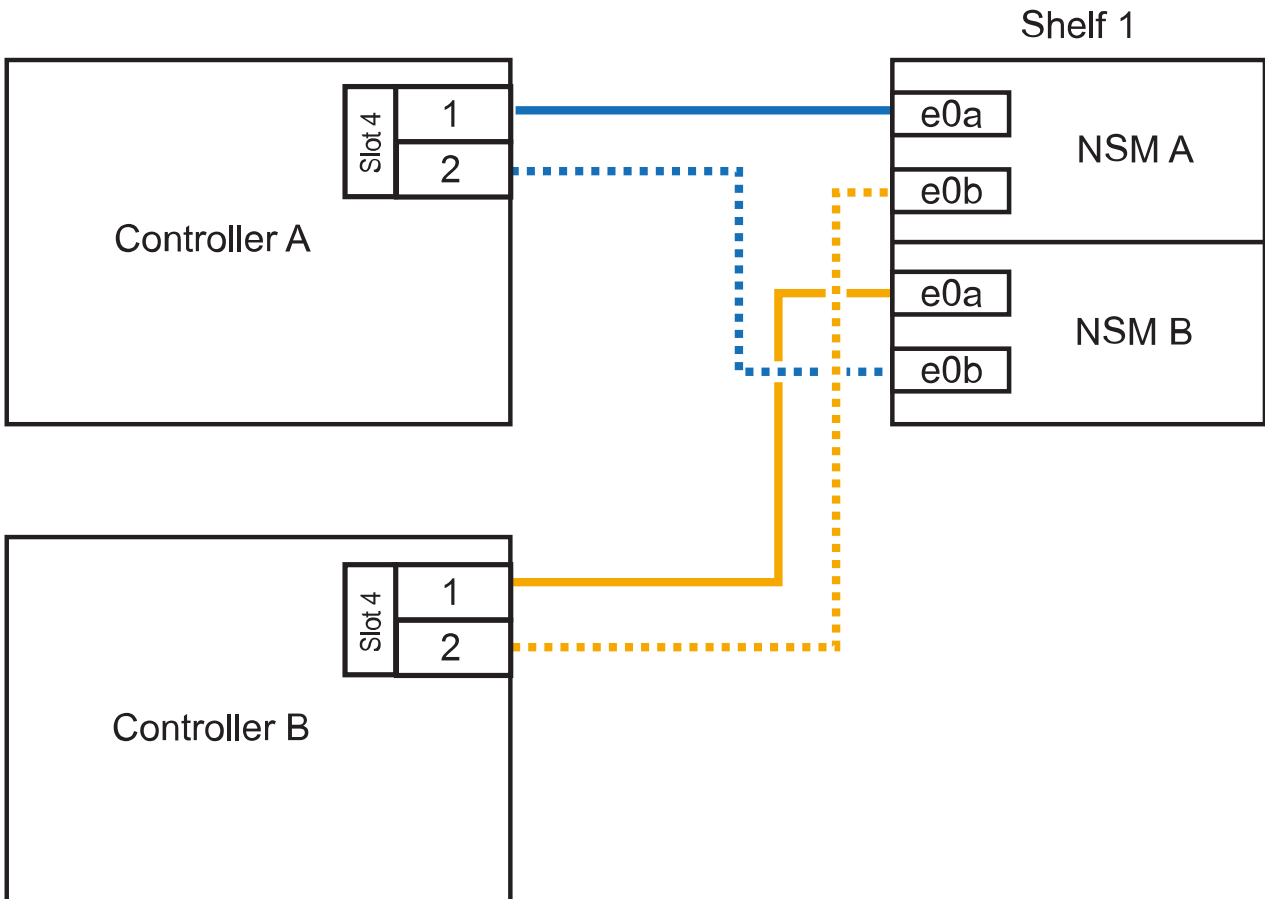 Shelf 1
Slot 4
1
2
Controller A
e0a
e0b
NSM A
e0a
e0b
NSM B
Slot 4
1
2
Controller B